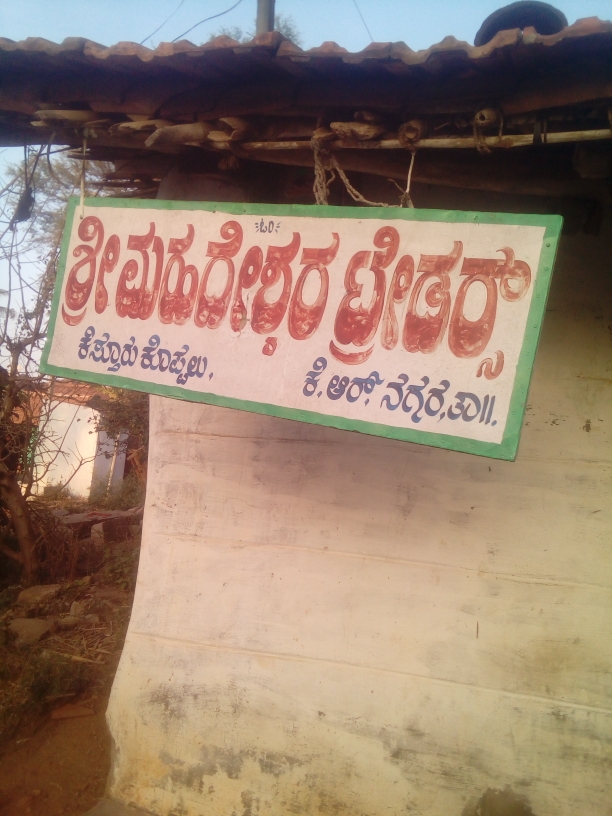 ಓಂ
ಶ್ರೀ ಮಹದೇಶ್ವರ ಟ್ರೇಡರ್ಸ್
ಕೆಸ್ತೂರು ಕೊಪ್ಪಲು, ಕೆ. ಆರ್. ನಗರ, ತಾ॥.